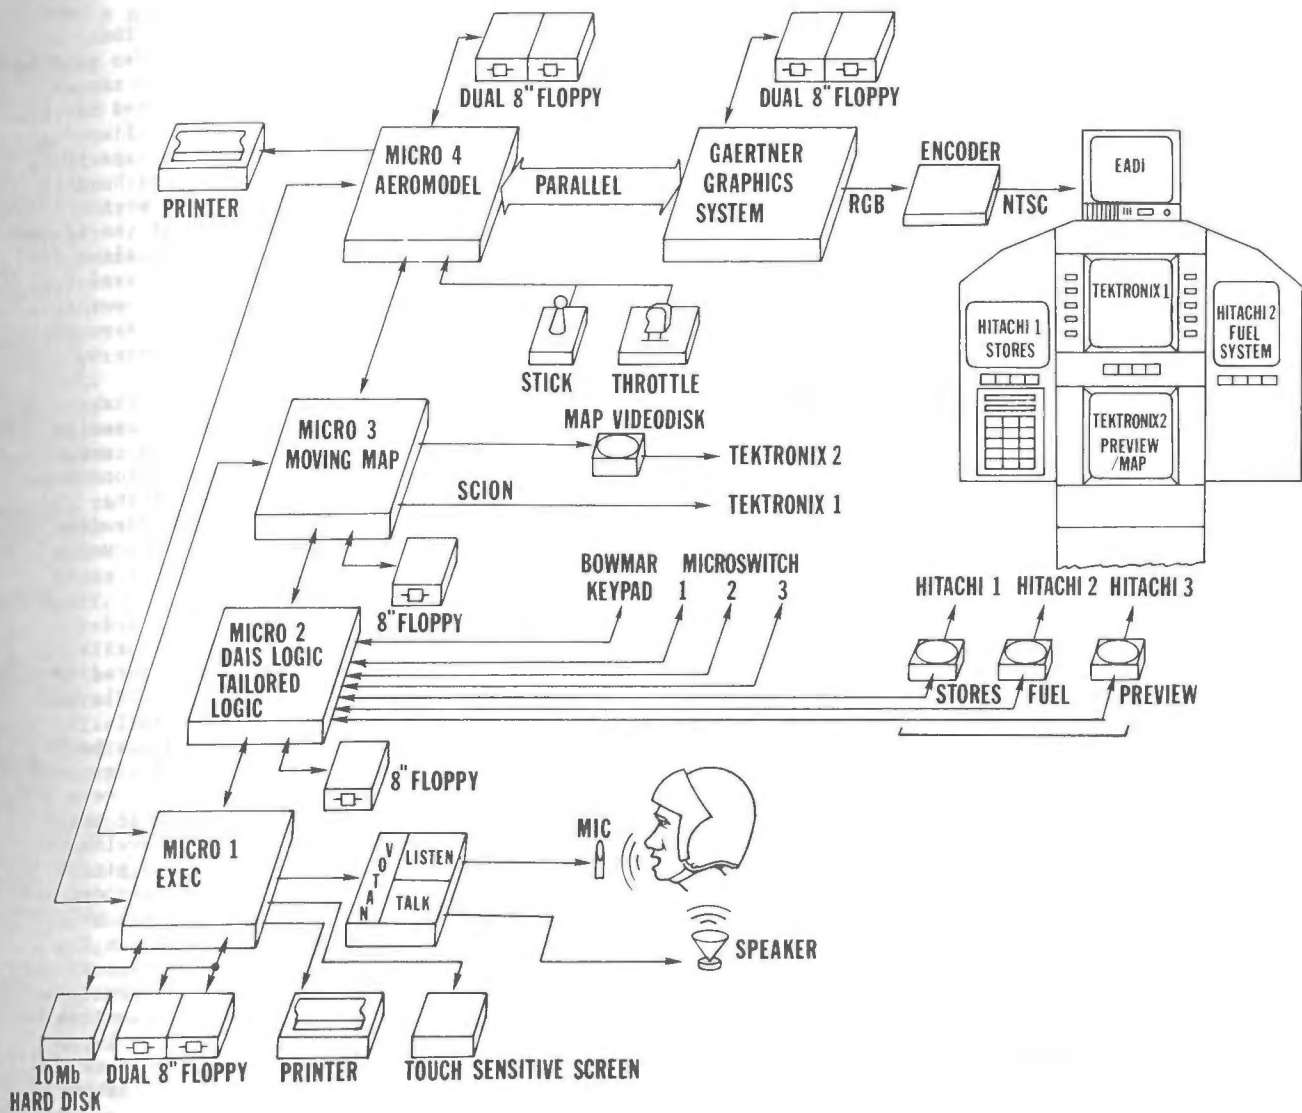 DUAL 8" FLOPPY
DUAL 8" FLOPPY
PRINTER
MICRO 4
AEROMODEL
PARALLEL
GAERTNER
GRAPHICS
SYSTEM
RGB
ENCODER
NTSC
EADi
TEKTRONIX 1
HITACHI 1
STORES
HITACHI 2
FUEL
SYSTEM
TEKTRONIX2
PREVIEW
/MAP
STICK
THROTTLE
MICRO 3
MOVING MAP
MAP VIDEODISK
TEKTRONIX 2
SCION
TEKTRONIX 1
8" FLOPPY
BOWMAR
KEYPAD
MICROSWITCH
1 2 3
MICRO 2
DAIS LOGIC
TAILORED
LOGIC
HITACHI 1
HITACHI 2
HITACHI 3
STORES
FUEL
PREVIEW
8" FLOPPY
MICRO 1
EXEC
VOTAN
LISTEN
TALK
MIC
SPEAKER
10Mb
HARD DISK
DUAL 8" FLOPPY
PRINTER
TOUCH SENSITIVE SCREEN